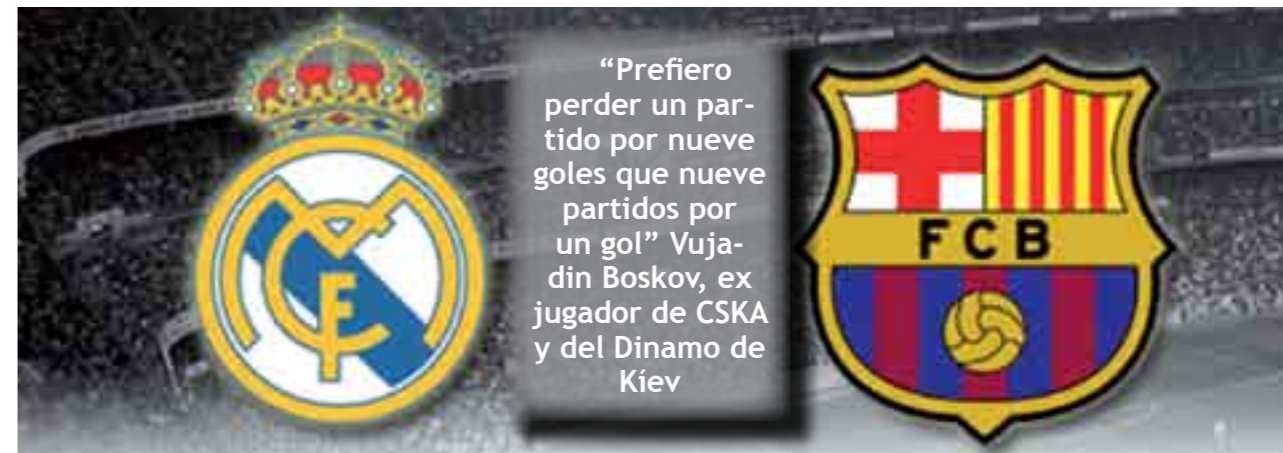 “Prefiero
perder un par-
tido por nueve
goles que nueve
partidos por
un gol” Vuja-
din Boskov, ex
jugador de CSKA
y del Dinamo de
Kíev
FCB